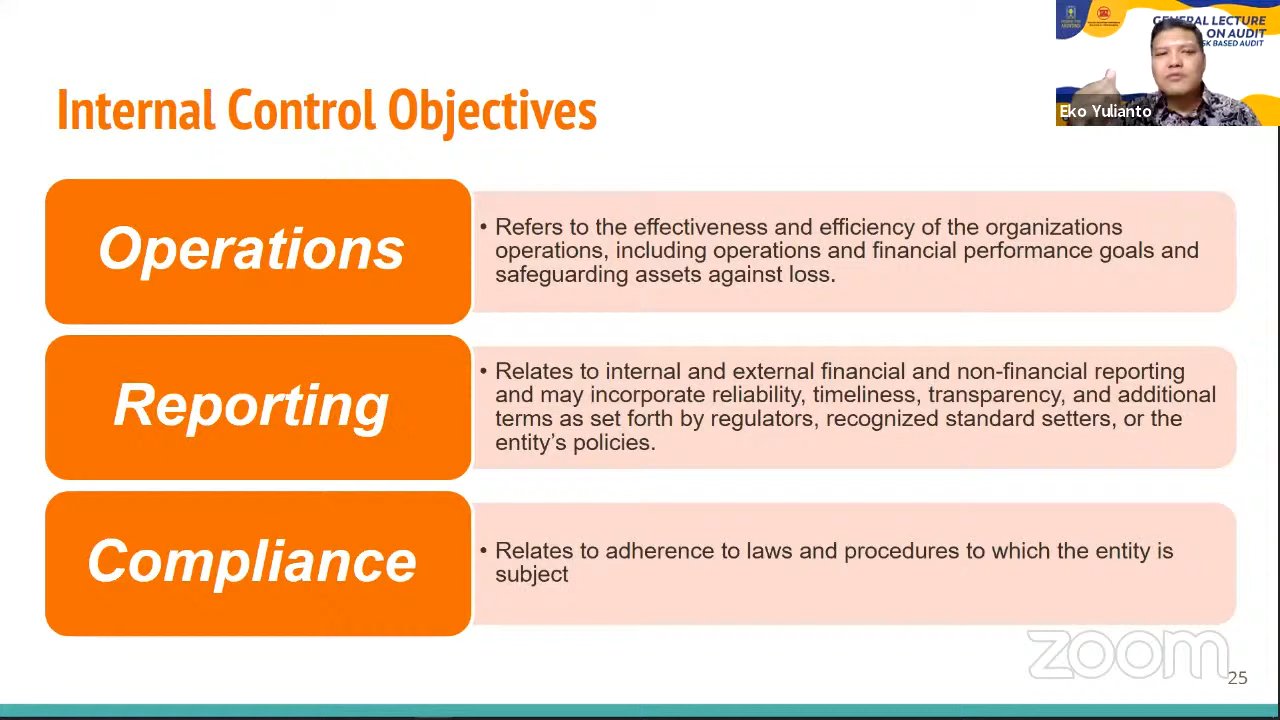 GENERAL LECTURE
ON AUDIT
BASED AUDIT
Eko Yulianto
Internal Control Objectives
Operations
• Refers to the effectiveness and efficiency of the organizations
operations, including operations and financial performance goals and
safeguarding assets against loss.
Reporting
• Relates to internal and external financial and non-financial reporting
and may incorporate reliability, timeliness, transparency, and additional
terms as set forth by regulators, recognized standard setters, or the
entity’s policies.
Compliance
• Relates to adherence to laws and procedures to which the entity is
subject
zoom
25